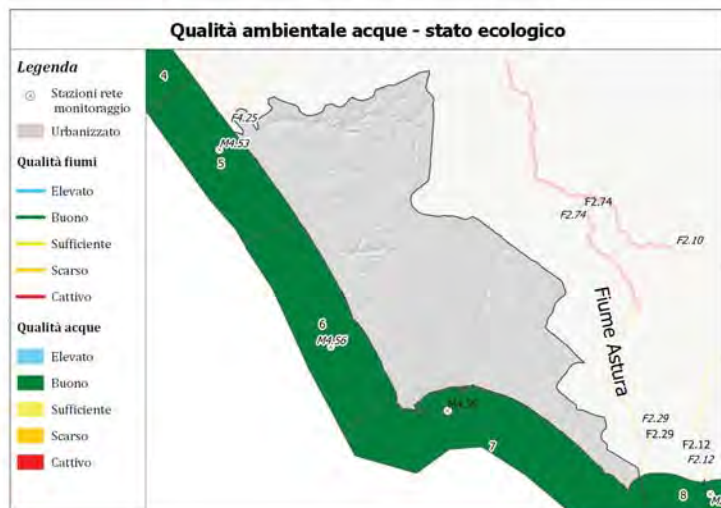 Qualità ambientale acque - stato ecologico
Legenda
Stazioni rete
monitoraggio
Urbanizzato
Qualità fiumi
Elevato
Buono
Sufficiente
Scarso
Cattivo
Qualità acque
Elevato
Buono
Sufficiente
Scarso
Cattivo
4
F4.25
M4.53
5
F2.74
F2.74
F2.10
6
M4.56
Fiume Astura
F2.29
F2.29
F2.12
F2.12
7
8